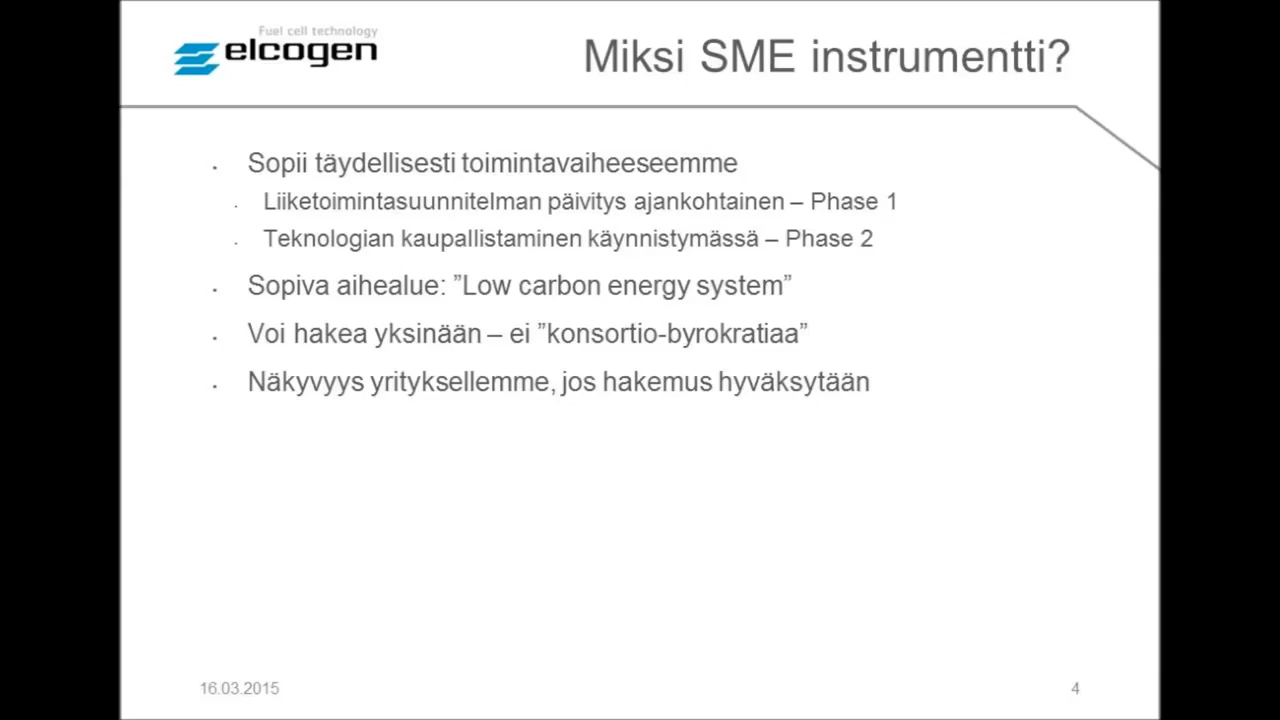 Fuel cell technology
elcogen
Miksi SME instrumentti?
Sopii täydellisesti toimintavaiheeseemme
Liiketoimintasuunnitelman päivitys ajankohtainen – Phase 1
Teknologian kaupallistaminen käynnistymässä – Phase 2
Sopiva aihealue: ”Low carbon energy system”
Voi hakea yksinään – ei ”konsortio-byrokratiaa”
Näkyvyys yrityksellemme, jos hakemus hyväksytään
16.03.2015
4